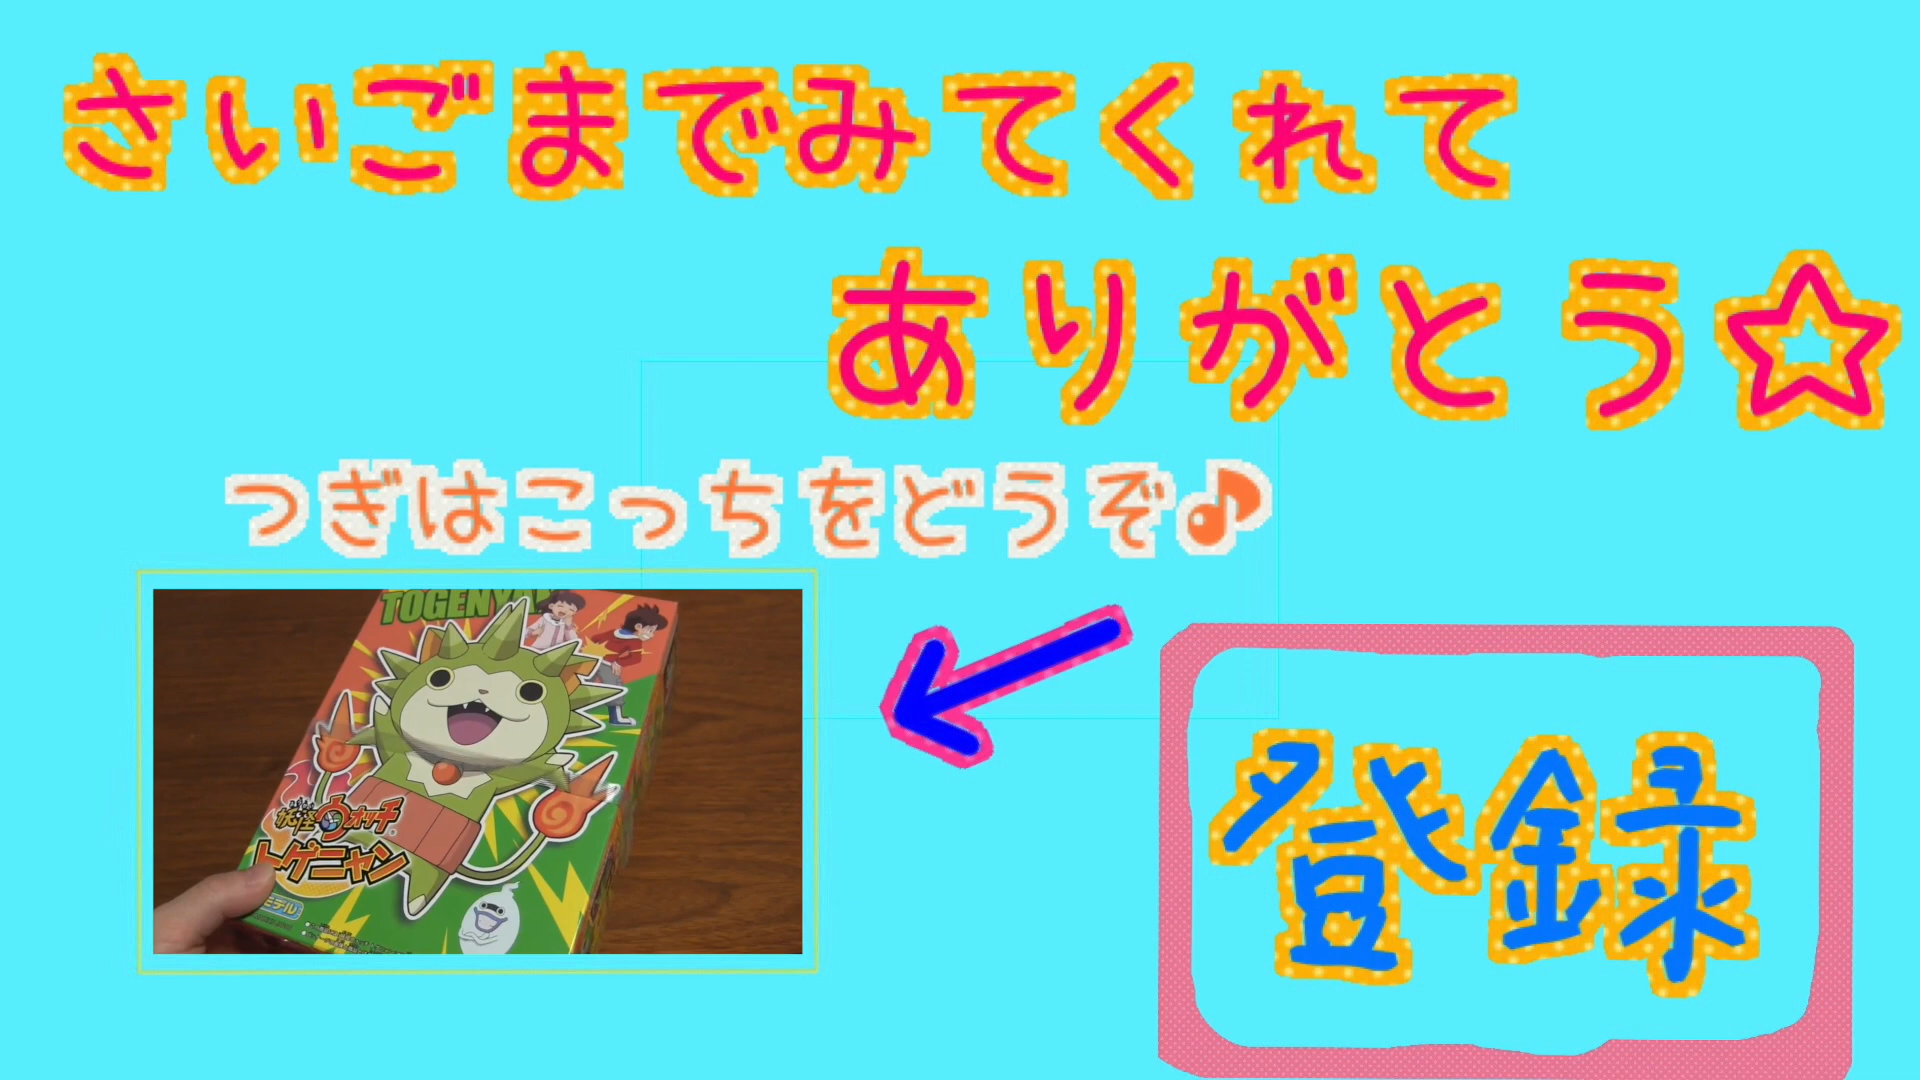 さいごまでみてくれて
ありがとう☆
つぎはこっちをどうぞ♪
TOGENYAN
妖怪ウォッチ
トゲニャン
登録